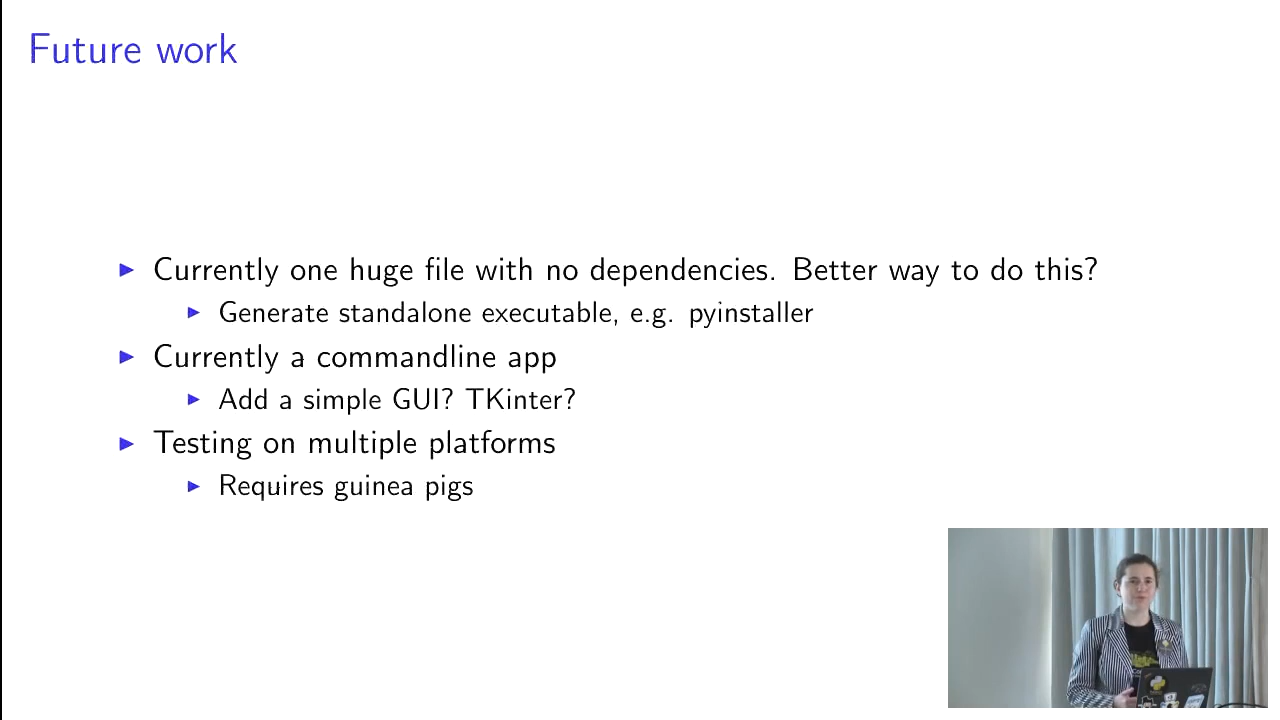 Future work
Currently one huge file with no dependencies. Better way to do this?
Generate standalone executable, e.g. pyinstaller
Currently a commandline app
Add a simple GUI? TKinter?
Testing on multiple platforms
Requires guinea pigs